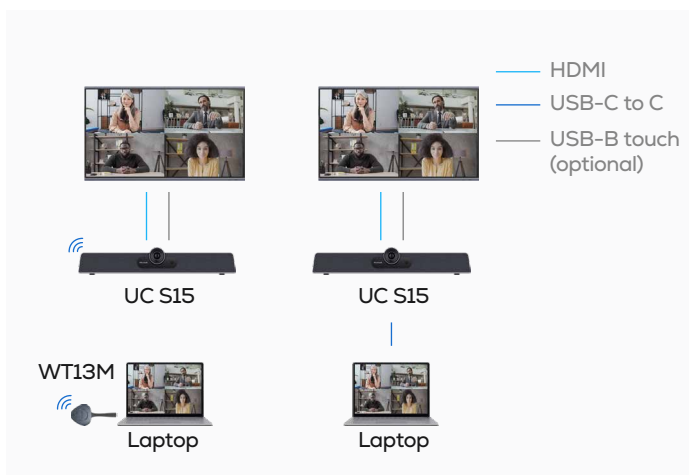 HDMI
USB-C to C
USB-B touch
(optional)
UC S15
UC S15
WT13M
Laptop
Laptop